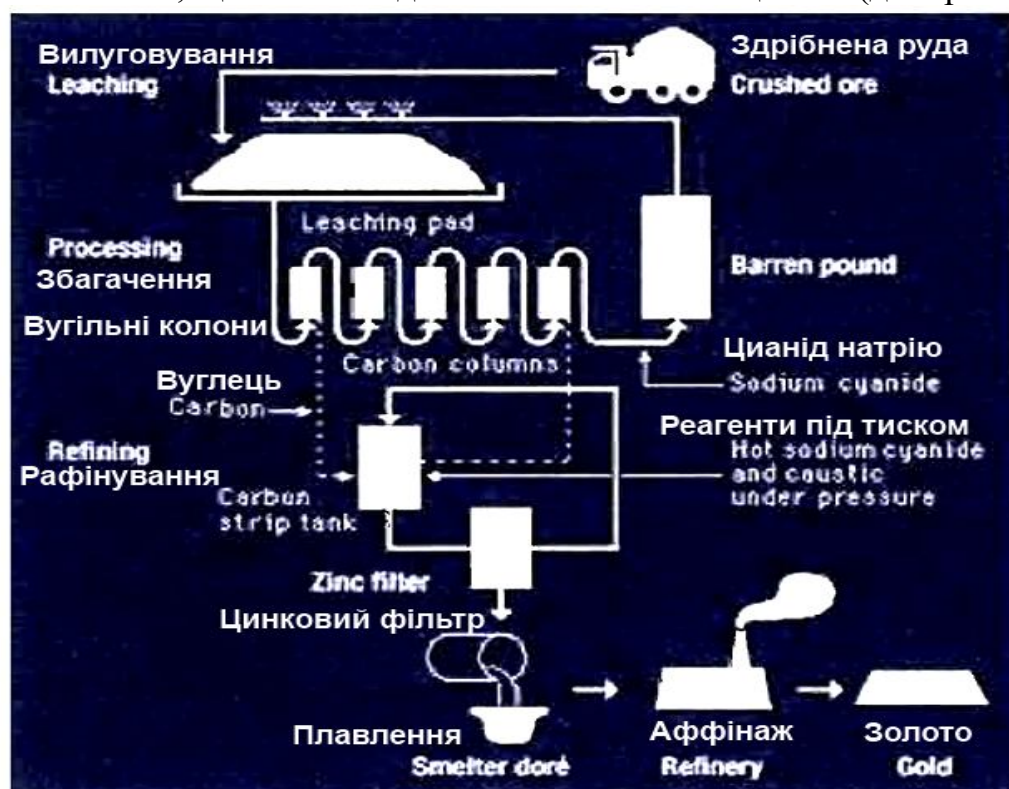 Вилуговування
Leaching
Здрібнена руда
Crushed ore
Leaching pad
Processing
Збагачення
Barren pound
Вугільні колони
Carbon columns
Цианід натрію
Sodium cyanide
Вуглець
Carbon
Реагенти під тиском
Hot sodium cyanide
and caustic
under pressure
Refining
Рафінування
Carbon
strip tank
Zinc filter
Цинковий фільтр
Плавлення
Smelter doré
Аффінаж
Refinery
Золото
Gold